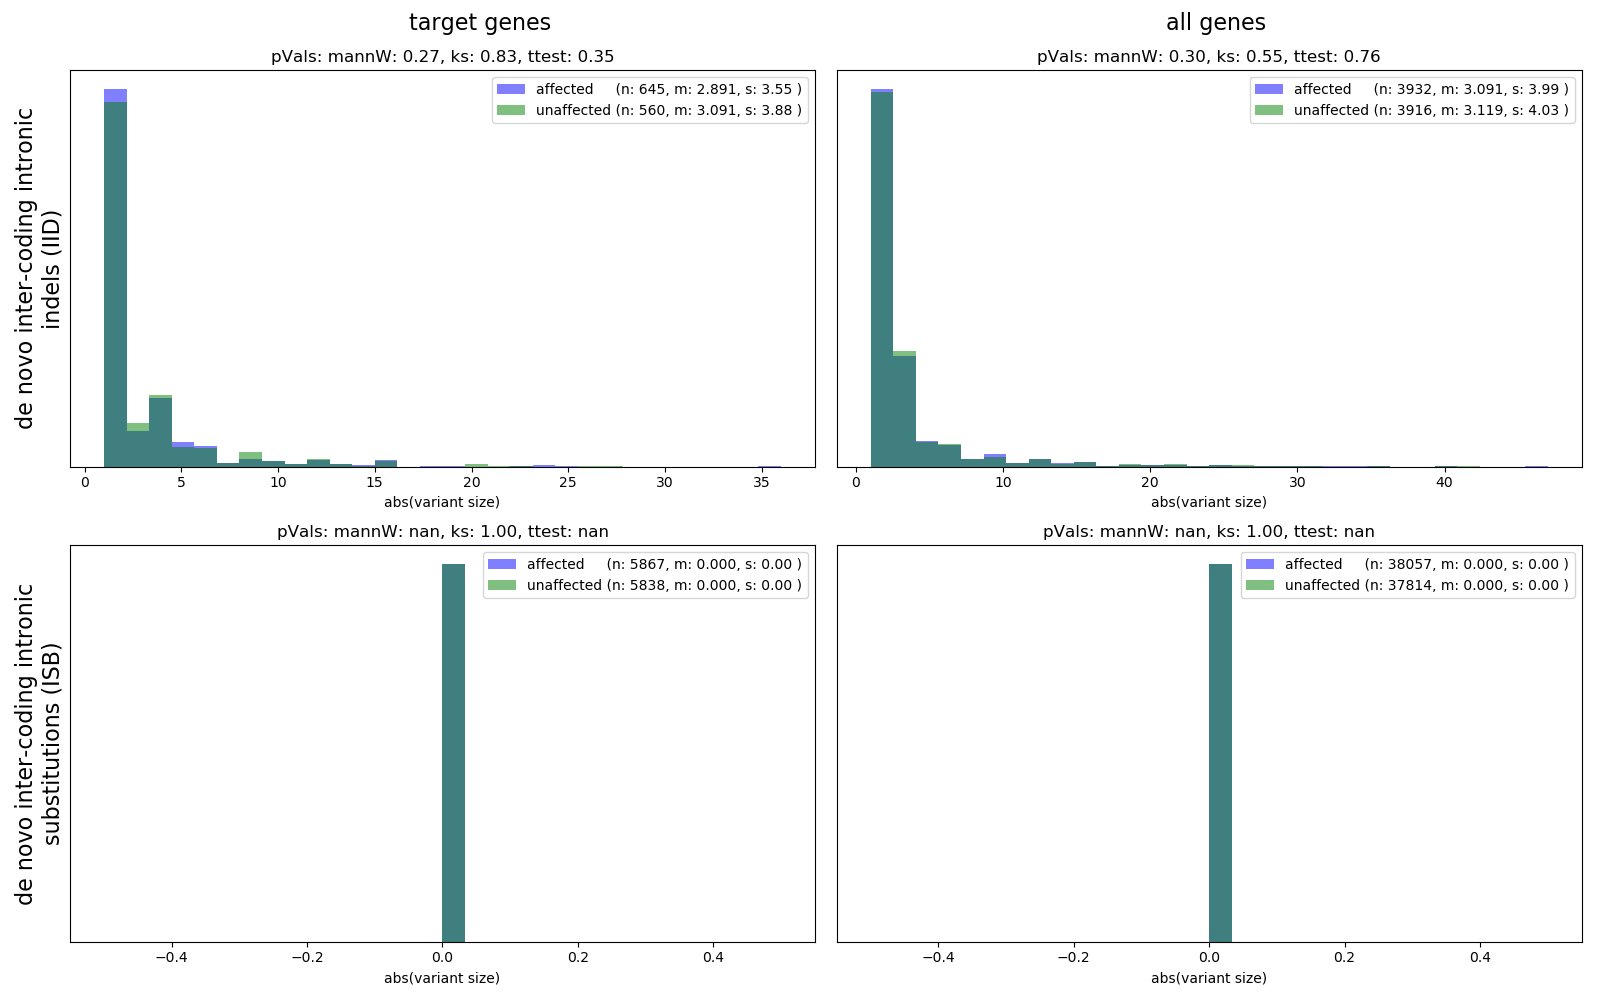 target genes
all genes
pVals: mannW: 0.27, ks: 0.83, ttest: 0.35
pVals: mannW: 0.30, ks: 0.55, ttest: 0.76
de novo inter-coding intronic
indels (IID)
affected (n: 645, m: 2.891, s: 3.55 )
unaffected (n: 560, m: 3.091, s: 3.88 )
0 5 10 15 20 25 30 35
abs(variant size)
affected (n: 3932, m: 3.091, s: 3.99 )
unaffected (n: 3916, m: 3.119, s: 4.03 )
0 10 20 30 40
abs(variant size)
pVals: mannW: nan, ks: 1.00, ttest: nan
pVals: mannW: nan, ks: 1.00, ttest: nan
de novo inter-coding intronic
substitutions (ISB)
affected (n: 5867, m: 0.000, s: 0.00 )
unaffected (n: 5838, m: 0.000, s: 0.00 )
−0.4 −0.2 0.0 0.2 0.4
abs(variant size)
affected (n: 38057, m: 0.000, s: 0.00 )
unaffected (n: 37814, m: 0.000, s: 0.00 )
−0.4 −0.2 0.0 0.2 0.4
abs(variant size)